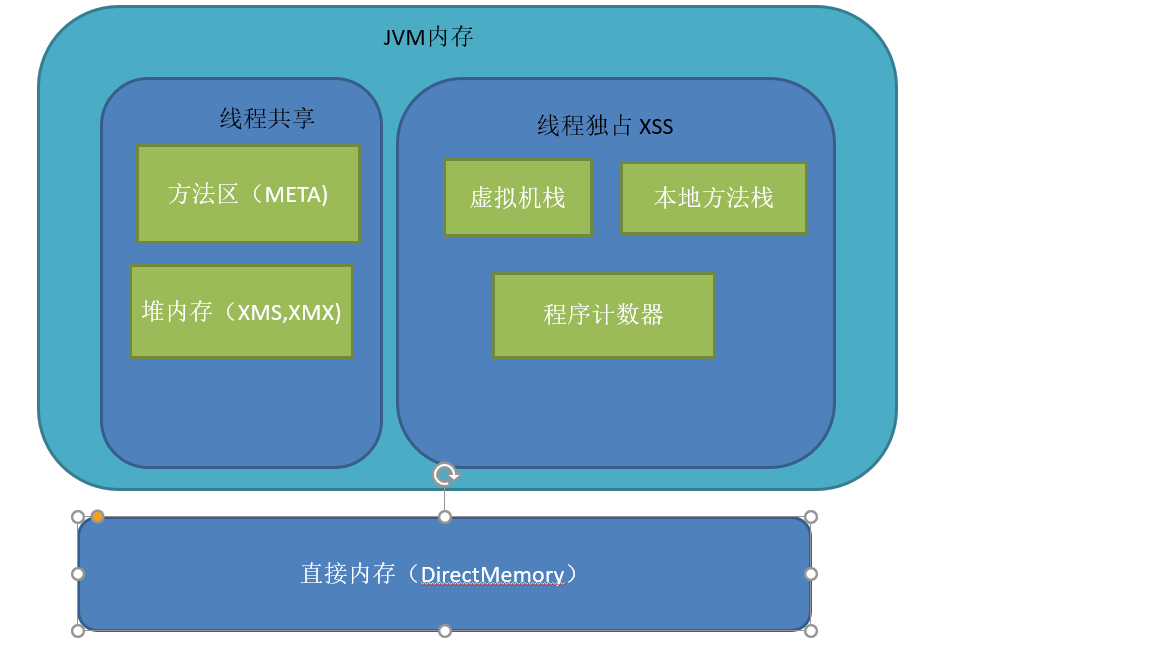 JVM内存
线程共享
线程独占 XSS
方法区（META)
虚拟机栈
本地方法栈
堆内存（XMS,XMX)
程序计数器
直接内存（DirectMemory）